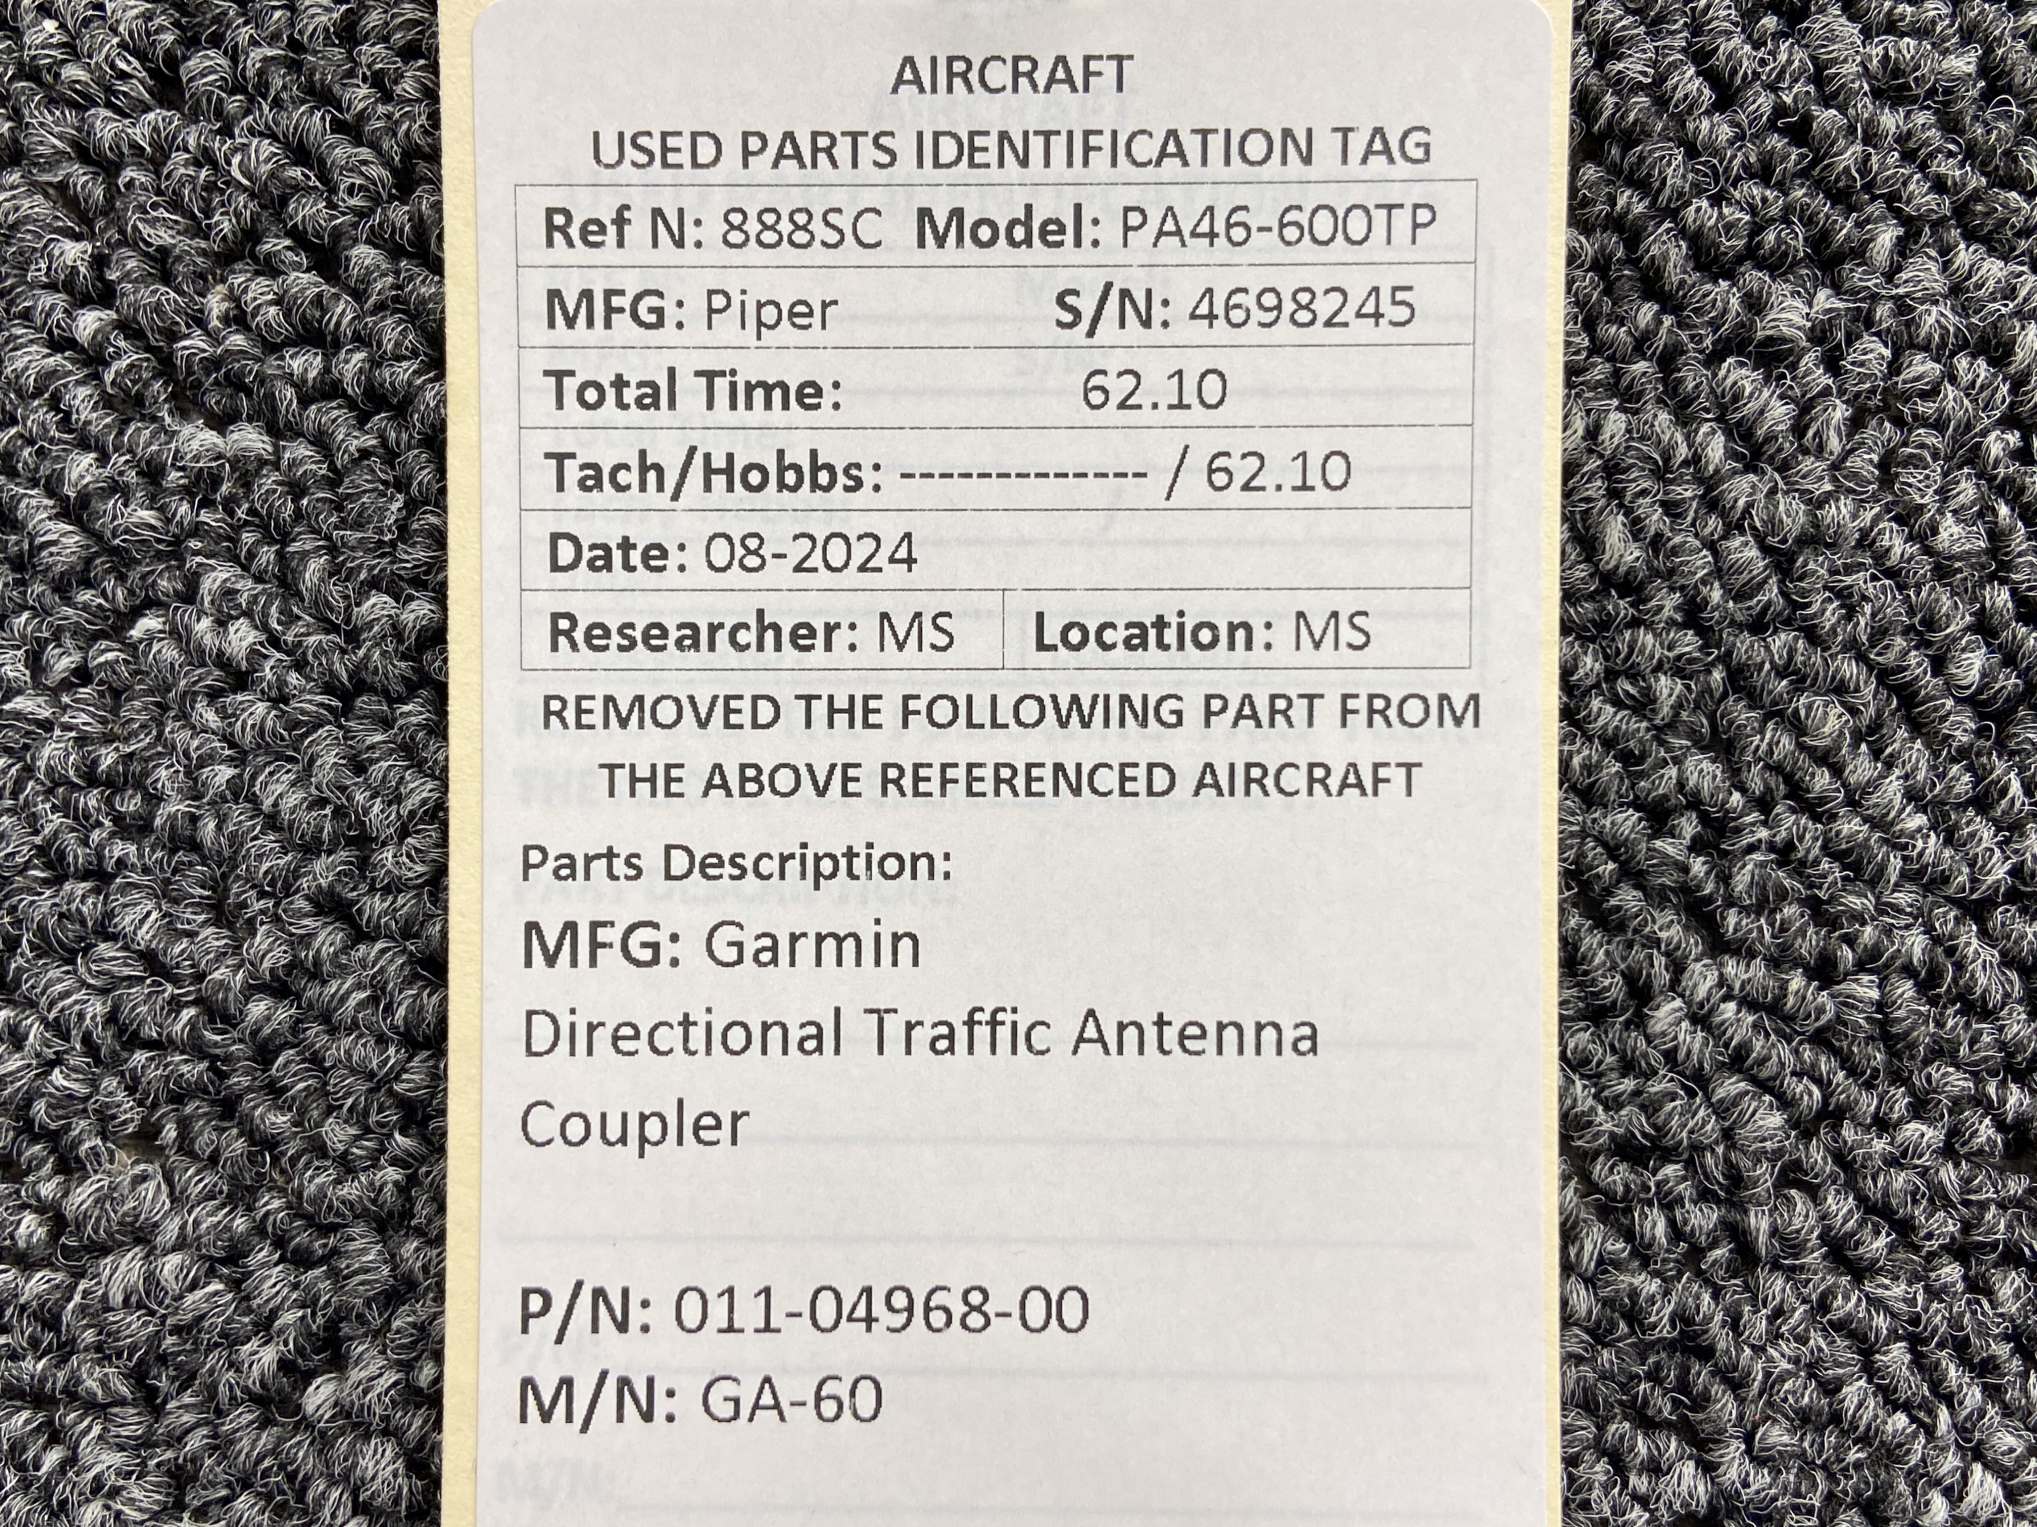 AIRCRAFT
USED PARTS IDENTIFICATION TAG
Ref N: 888SC Model: PA46-600TP
MFG: Piper S/N: 4698245
Total Time: 62.10
Tach/Hobbs: ------------- / 62.10
Date: 08-2024
Researcher: MS Location: MS
REMOVED THE FOLLOWING PART FROM
THE ABOVE REFERENCED AIRCRAFT
Parts Description:
MFG: Garmin
Directional Traffic Antenna
Coupler
P/N: 011-04968-00
M/N: GA-60